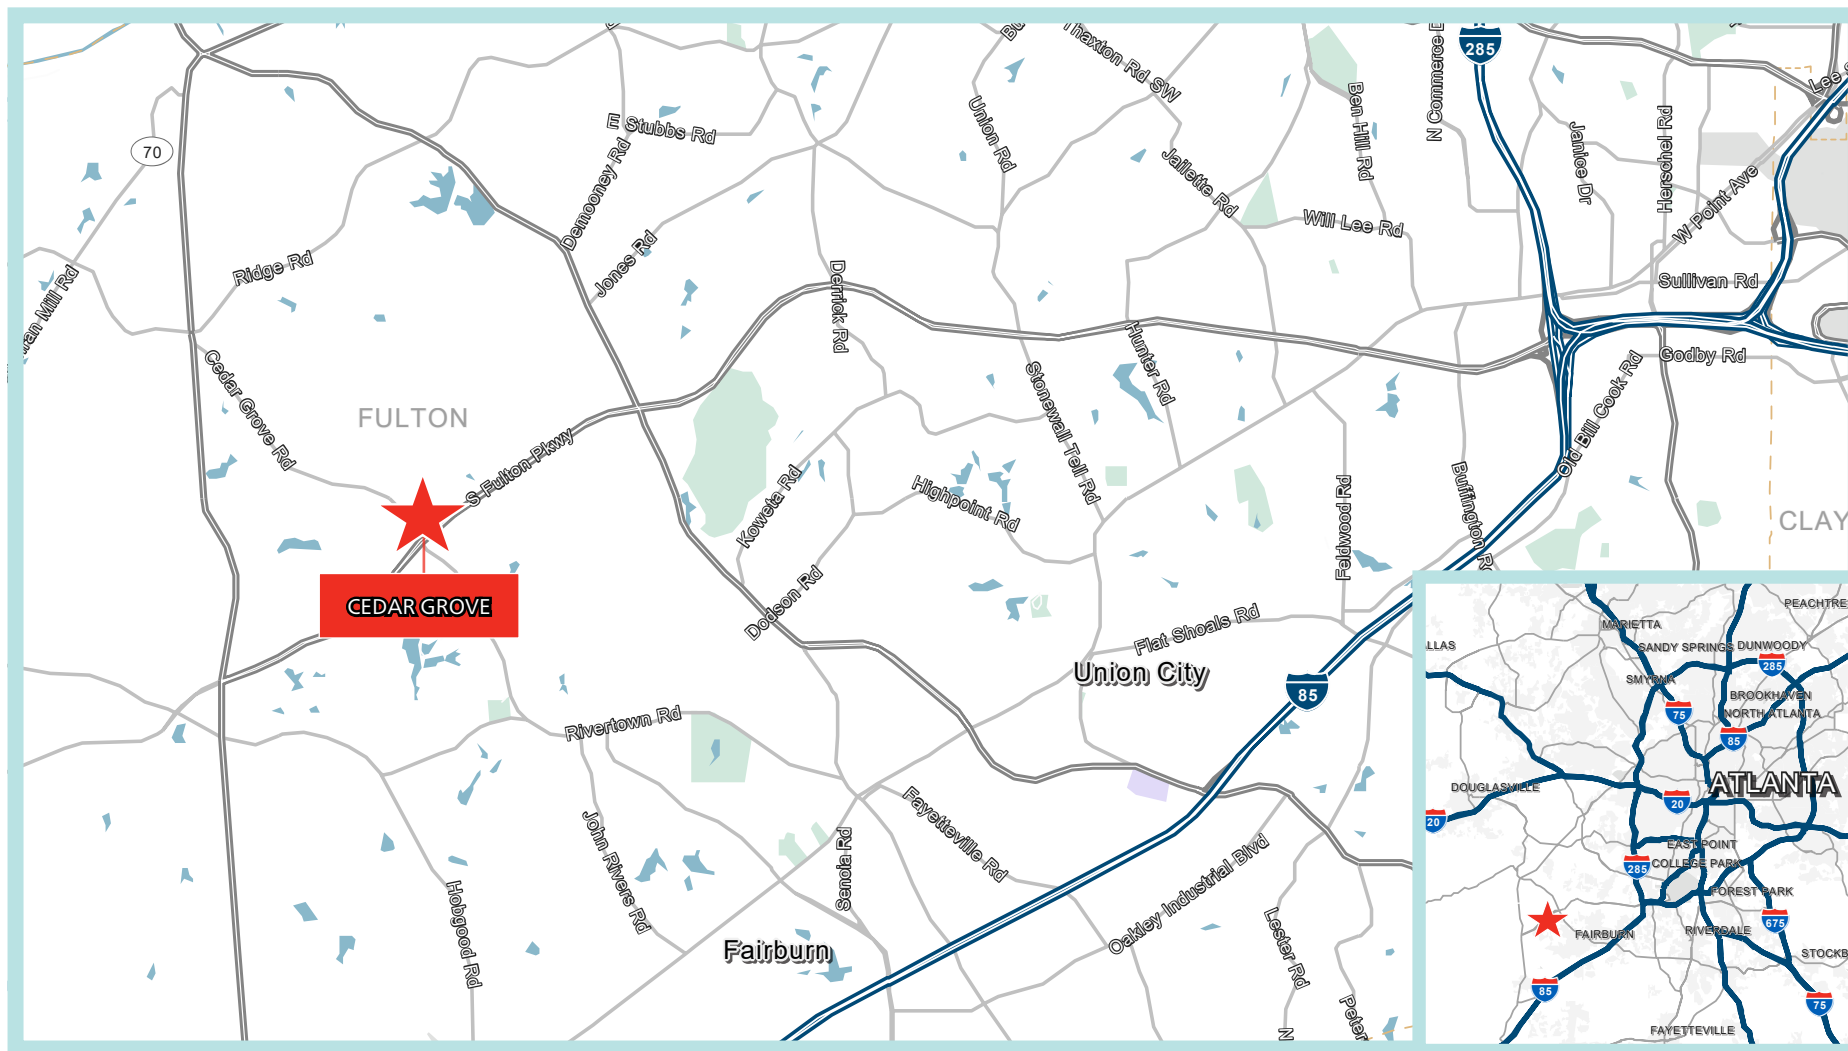 285
Thaxton Rd SW
N Commerce D
Lee S
70
E Stubbs Rd
Union Rd
Ben Hill Rd
Janice Dr
Herschel Rd
Demooney Rd
Jailette Rd
W Point Ave
Will Lee Rd
Jones Rd
Ridge Rd
Sullivan Rd
Derrick Rd
Hunter Rd
Godby Rd
Cedar Grove Rd
FULTON
Stonewall Tell Rd
Old Bill Cook Rd
S Fulton Pkwy
Koweta Rd
Highpoint Rd
Feldwood Rd
Buffington Rd
CLAY
CEDAR GROVE
Dodson Rd
Flat Shoals Rd
Union City
85
Rivertown Rd
Fayetteville Rd
John Rivers Rd
Senoia Rd
Hobgood Rd
Oakley Industrial Blvd
Lester Rd
Fairburn
Peter
N
PEACHTRE
MARIETTA
LLAS
SANDY SPRINGS
DUNWOODY
285
SMYRNA
BROOKHAVEN
75
NORTH ATLANTA
85
ATLANTA
DOUGLASVILLE
20
20
EAST POINT
285
COLLEGE PARK
FOREST PARK
675
FAIRBURN
RIVERDALE
STOCKB
85
75
FAYETTEVILLE